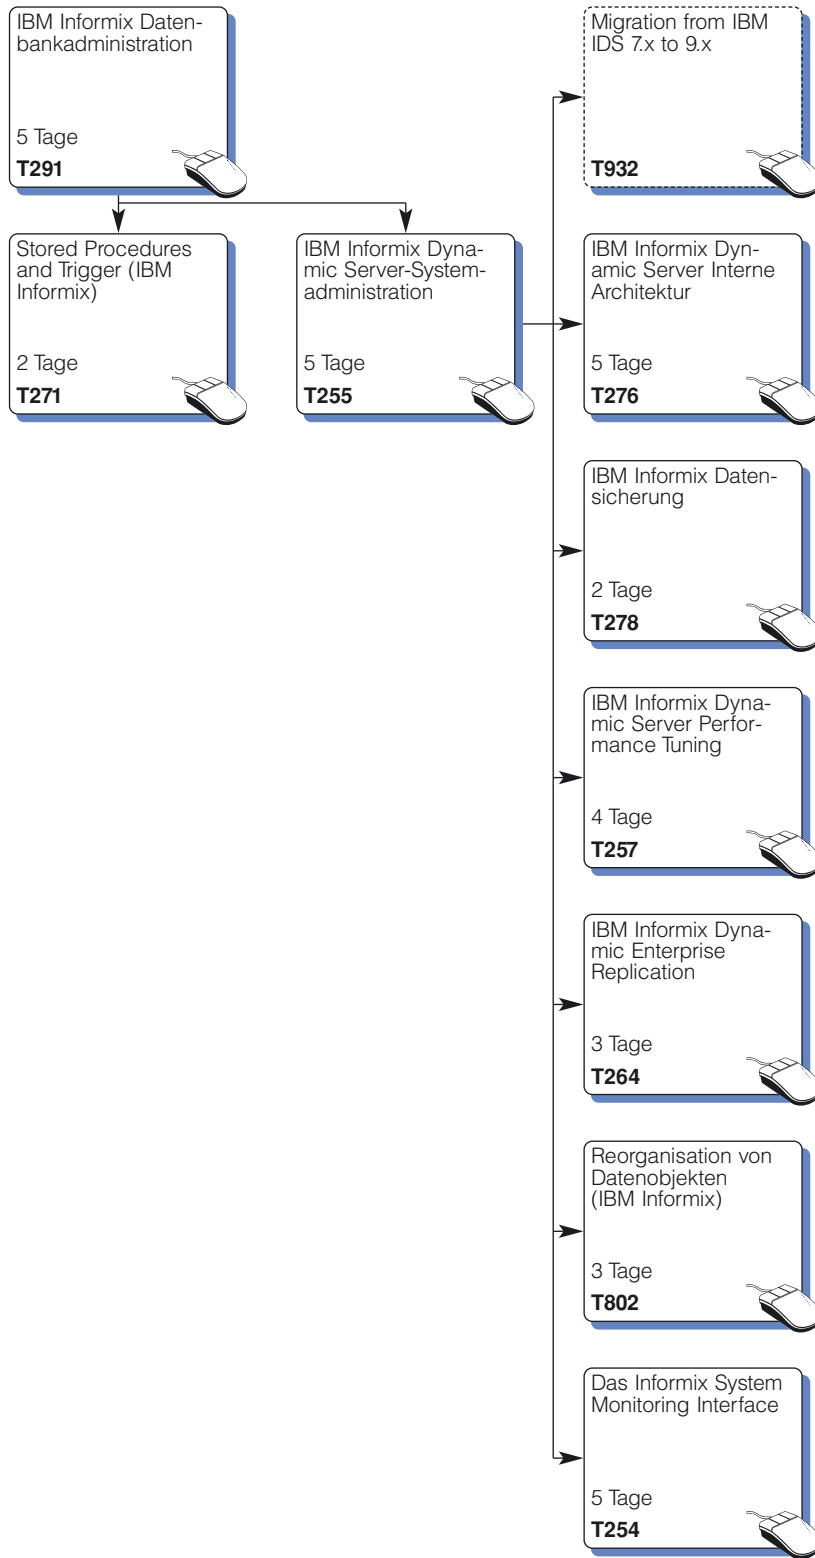 IBM Informix Daten-
bankadministration
5 Tage
T291
Migration from IBM
IDS 7.x to 9.x
T932
Stored Procedures
and Trigger (IBM
Informix)
2 Tage
T271
IBM Informix Dyna-
mic Server-System-
administration
5 Tage
T255
IBM Informix Dyn-
amic Server Interne
Architektur
5 Tage
T276
IBM Informix Daten-
sicherung
2 Tage
T278
IBM Informix Dyna-
mic Server Perfor-
mance Tuning
4 Tage
T257
IBM Informix Dyna-
mic Enterprise
Replication
3 Tage
T264
Reorganisation von
Datenobjekten
(IBM Informix)
3 Tage
T802
Das Informix System
Monitoring Interface
5 Tage
T254